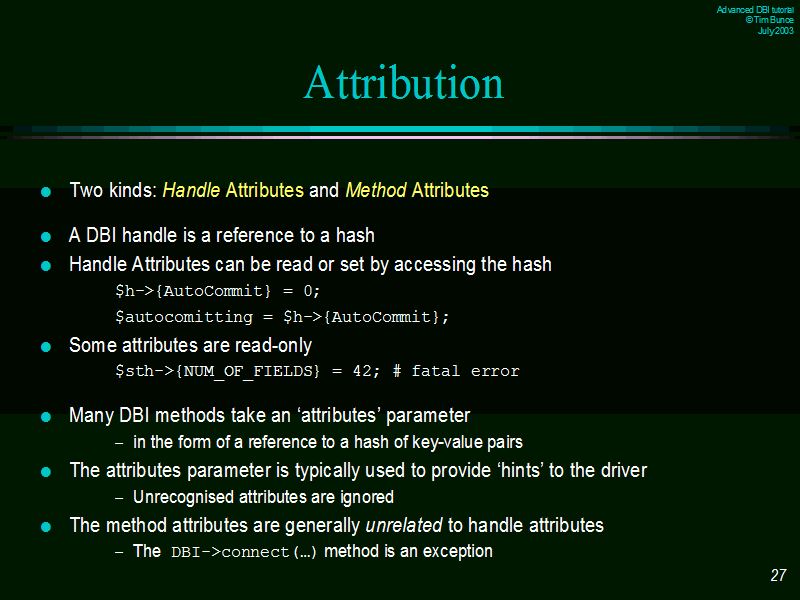 Advanced DBI tutorial
© Tim Bunce
July 2003
Attribution
Two kinds: Handle Attributes and Method Attributes
A DBI handle is a reference to a hash
Handle Attributes can be read or set by accessing the hash
$h->{AutoCommit} = 0;
$autocomitting = $h->{AutoCommit};
Some attributes are read-only
$sth->{NUM_OF_FIELDS} = 42; # fatal error
Many DBI methods take an ‘attributes’ parameter
– in the form of a reference to a hash of key-value pairs
The attributes parameter is typically used to provide ‘hints’ to the driver
– Unrecognised attributes are ignored
The method attributes are generally unrelated to handle attributes
– The DBI->connect(…) method is an exception
27